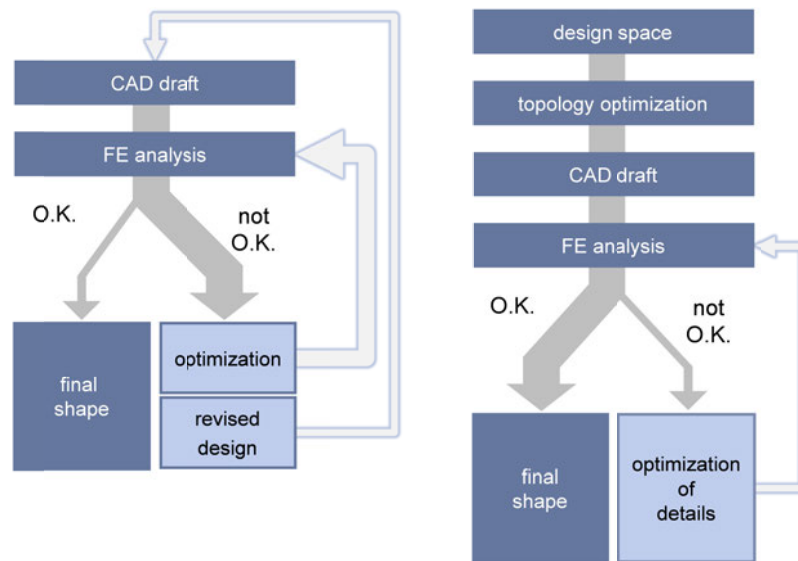 CAD draft
FE analysis
O.K.
not
O.K.
final
shape
optimization
revised
design
design space
topology optimization
CAD draft
FE analysis
O.K.
not
O.K.
final
shape
optimization
of
details